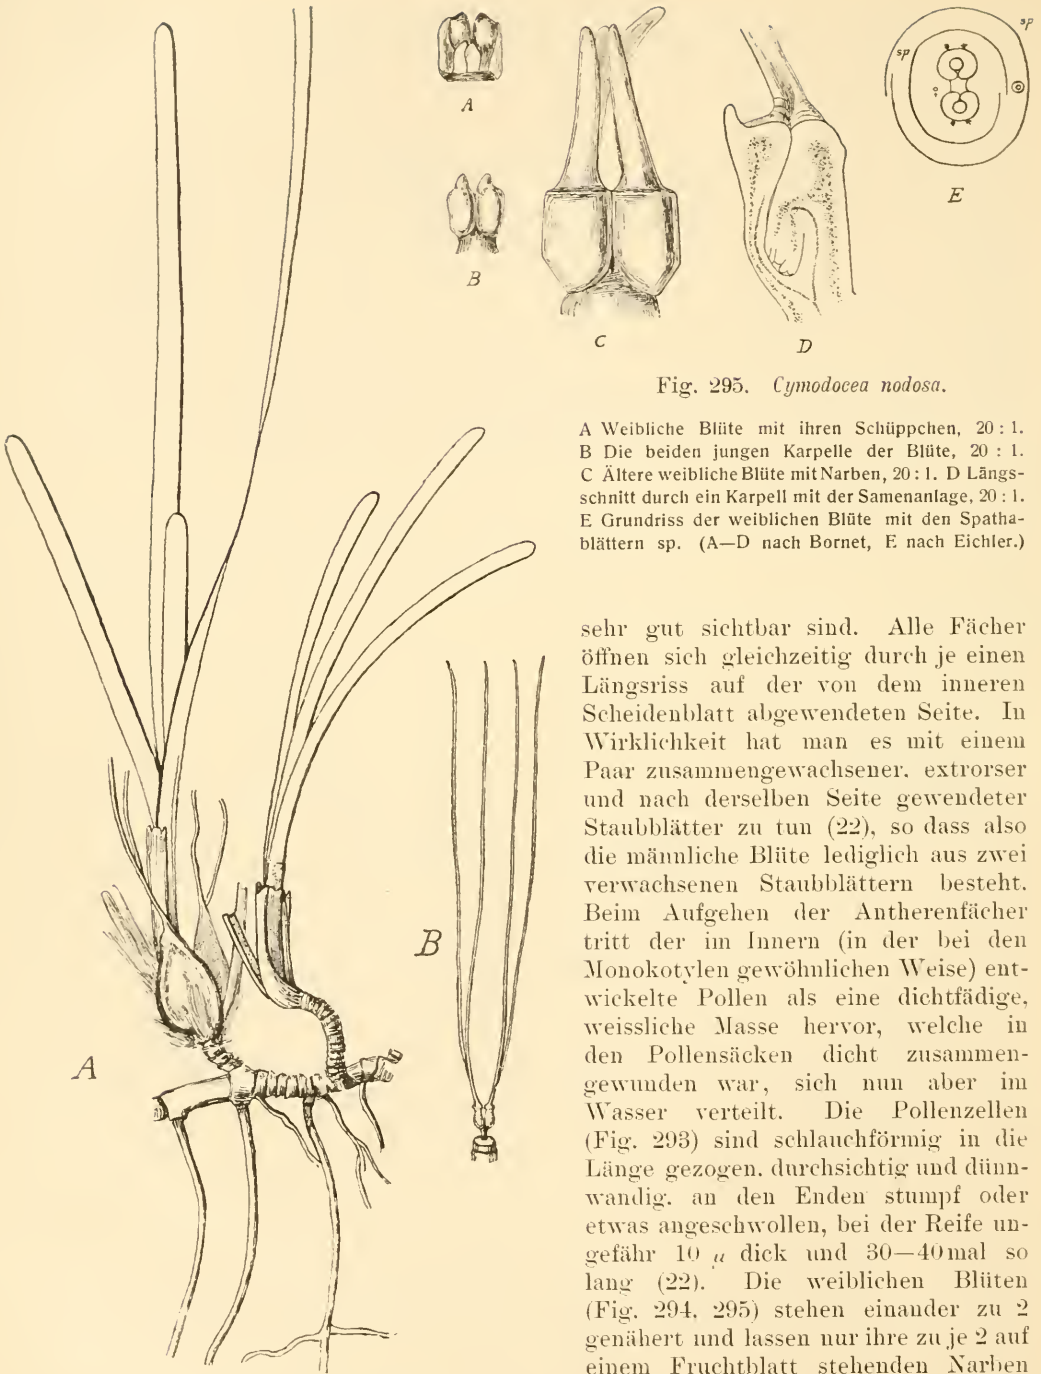 sp
sp
A
B
C
D
E
Fig. 295. Cymodocea nodosa.
A Weibliche Blüte mit ihren Schüppchen, 20 : 1.
B Die beiden jungen Karpelle der Blüte, 20 : 1.
C Ältere weibliche Blüte mit Narben, 20 : 1. D Längs-
schnitt durch ein Karpell mit der Samenanlage, 20 : 1.
E Grundriss der weiblichen Blüte mit den Spatha-
blättern sp. (A—D nach Bornet, E nach Eichler.)
sehr gut sichtbar sind. Alle Fächer
öffnen sich gleichzeitig durch je einen
Längsriss auf der von dem inneren
Scheidenblatt abgewendeten Seite. In
Wirklichkeit hat man es mit einem
Paar zusammengewachsener, extrorser
und nach derselben Seite gewendeter
Staubblätter zu tun (22), so dass also
die männliche Blüte lediglich aus zwei
verwachsenen Staubblättern besteht.
Beim Aufgehen der Antherenfächer
tritt der im Innern (in der bei den
Monokotylen gewöhnlichen Weise) ent-
wickelte Pollen als eine dichtfädige,
weissliche Masse hervor, welche in
den Pollensäcken dicht zusammen-
gewunden war, sich nun aber im
Wasser verteilt. Die Pollenzellen
(Fig. 293) sind schlauchförmig in die
Länge gezogen, durchsichtig und dünn-
wandig, an den Enden stumpf oder
etwas angeschwollen, bei der Reife un-
gefähr 10 µ dick und 30—40mal so
lang (22). Die weiblichen Blüten
(Fig. 294, 295) stehen einander zu 2
genähert und lassen nur ihre zu je 2 auf
einem Fruchtblatt stehenden Narben
A
B